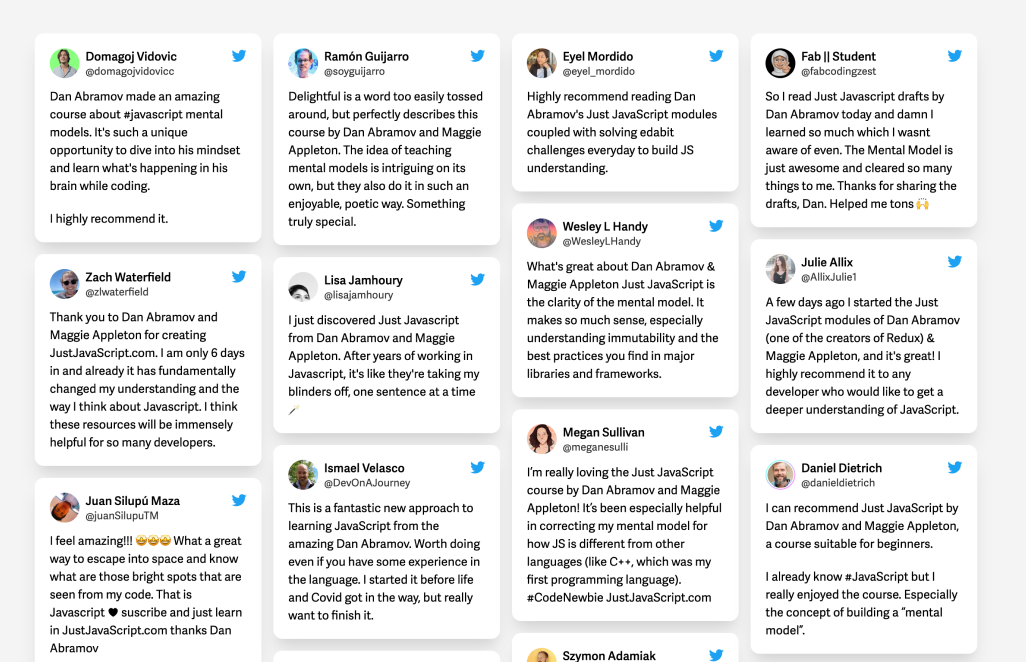 Domagoj Vidovic
@domagojvidovicc
Dan Abramov made an amazing
course about #javascript mental
models. It's such a unique
opportunity to dive into his mindset
and learn what's happening in his
brain while coding.
I highly recommend it.
Zach Waterfield
@zlwaterfield
Thank you to Dan Abramov and
Maggie Appleton for creating
JustJavaScript.com. I am only 6 days
in and already it has fundamentally
changed my understanding and the
way I think about Javascript. I think
these resources will be immensely
helpful for so many developers.
Juan Silupú Maza
@juanSilupuTM
I feel amazing!!! 🤩🤩🤩 What a great
way to escape into space and know
what are those bright spots that are
seen from my code. That is
Javascript 🖤 suscribe and just learn
in JustJavaScript.com thanks Dan
Abramov
Ramón Guijarro
@soyguijarro
Delightful is a word too easily tossed
around, but perfectly describes this
course by Dan Abramov and Maggie
Appleton. The idea of teaching
mental models is intriguing on its
own, but they also do it in such an
enjoyable, poetic way. Something
truly special.
Lisa Jamhoury
@lisajamhoury
I just discovered Just Javascript
from Dan Abramov and Maggie
Appleton. After years of working in
Javascript, it's like they're taking my
blinders off, one sentence at a time
Ismael Velasco
@DevOnAJourney
This is a fantastic new approach to
learning JavaScript from the
amazing Dan Abramov. Worth doing
even if you have some experience in
the language. I started it before life
and Covid got in the way, but really
want to finish it.
Eyel Mordido
@eyel_mordido
Highly recommend reading Dan
Abramov's Just JavaScript modules
coupled with solving edabit
challenges everyday to build JS
understanding.
Wesley L Handy
@WesleyLHandy
What's great about Dan Abramov &
Maggie Appleton Just JavaScript is
the clarity of the mental model. It
makes so much sense, especially
understanding immutability and the
best practices you find in major
libraries and frameworks.
Megan Sullivan
@meganesulli
I’m really loving the Just JavaScript
course by Dan Abramov and Maggie
Appleton! It’s been especially helpful
in correcting my mental model for
how JS is different from other
languages (like C++, which was my
first programming language).
#CodeNewbie JustJavaScript.com
Szymon Adamiak
Fab || Student
@fabcodingzest
So I read Just Javascript drafts by
Dan Abramov today and damn I
learned so much which I wasnt
aware of even. The Mental Model is
just awesome and cleared so many
things to me. Thanks for sharing the
drafts, Dan. Helped me tons 🙌
Julie Allix
@AllixJulie1
A few days ago I started the Just
JavaScript modules of Dan Abramov
(one of the creators of Redux) &
Maggie Appleton, and it's great! I
highly recommend it to any
developer who would like to get a
deeper understanding of JavaScript.
Daniel Dietrich
@danieldietrich
I can recommend Just JavaScript by
Dan Abramov and Maggie Appleton,
a course suitable for beginners.
I already know #JavaScript but I
really enjoyed the course. Especially
the concept of building a “mental
model”.